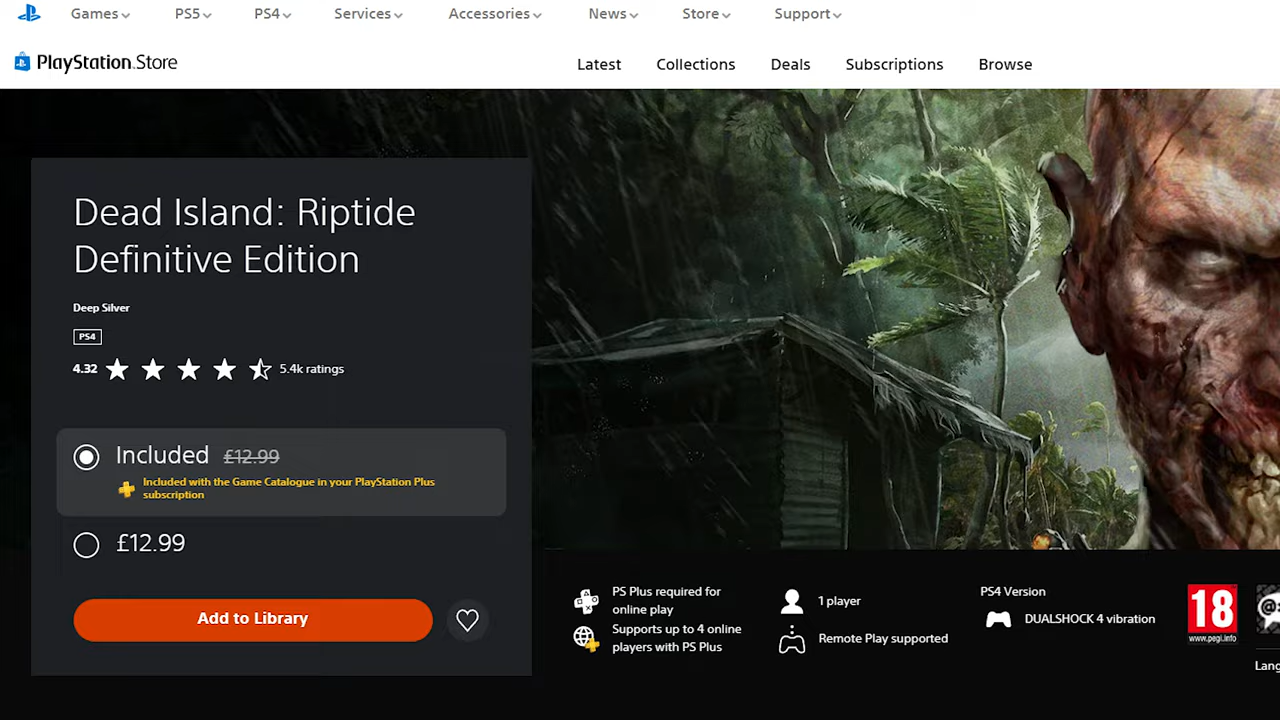 Games PS5 PS4 Services Accessories News Store Support
PlayStation.Store
Latest Collections Deals Subscriptions Browse
Dead Island: Riptide
Definitive Edition
Deep Silver
PS4
4.32 5.4k ratings
Included £12.99
Included with the Game Catalogue in your PlayStation Plus
subscription
£12.99
Add to Library
PS Plus required for
online play
Supports up to 4 online
players with PS Plus
1 player
Remote Play supported
PS4 Version
DUALSHOCK 4 vibration
18
www.pegi.info
Lang